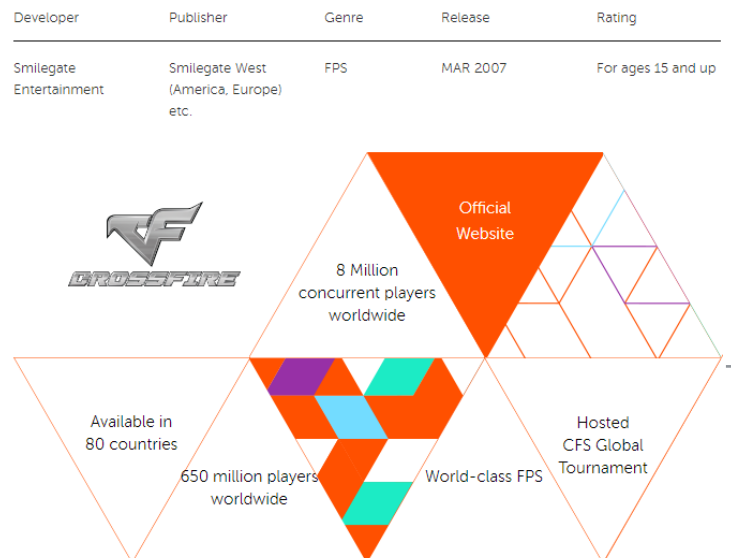 Developer
Publisher
Genre
Release
Rating
Smilegate
Entertainment
Smilegate West
(America, Europe)
etc.
FPS
MAR 2007
For ages 15 and up
CROSSFIRE
Official
Website
8 Million
concurrent players
worldwide
Available in
80 countries
650 million players
worldwide
World-class FPS
Hosted
CFS Global
Tournament